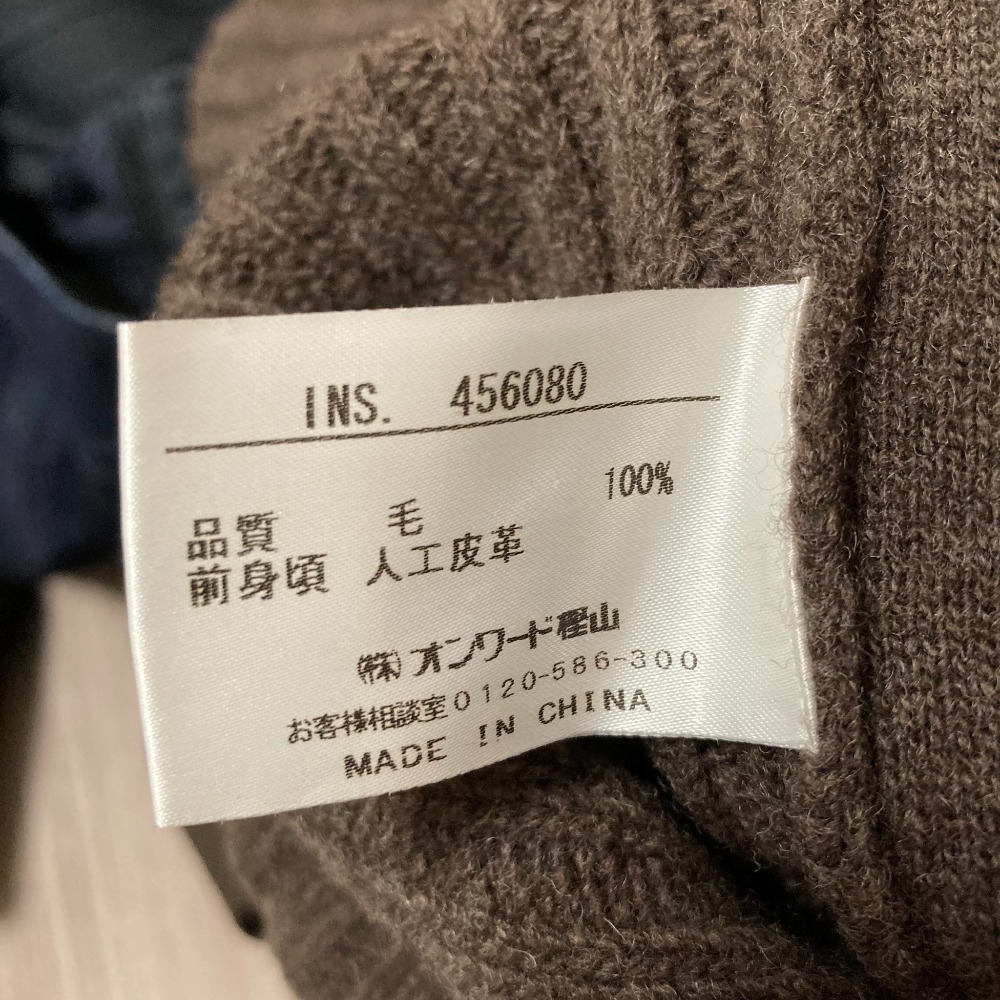 INS. 456080
品質 毛 100%
前身頃 人工皮革
㈱オンワード樫山
お客様相談室0120-586-300
MADE IN CHINA